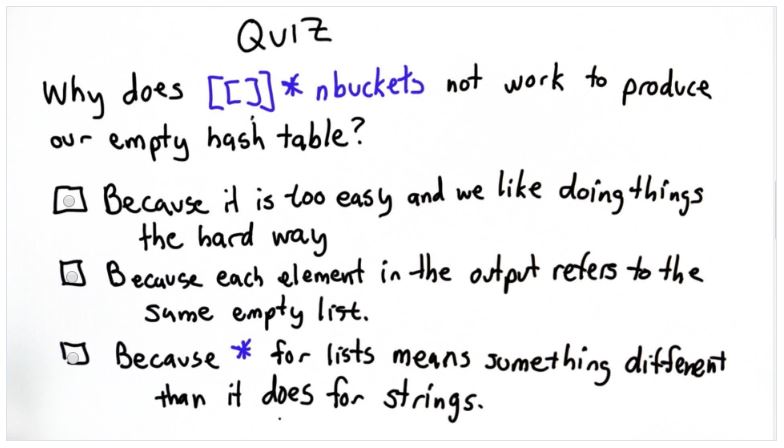 QUIZ
Why does [[]] * nbuckets not work to produce
our empty hash table?
Because it is too easy and we like doing things
the hard way
Because each element in the output refers to the
same empty list.
Because * for lists means something different
than it does for strings.